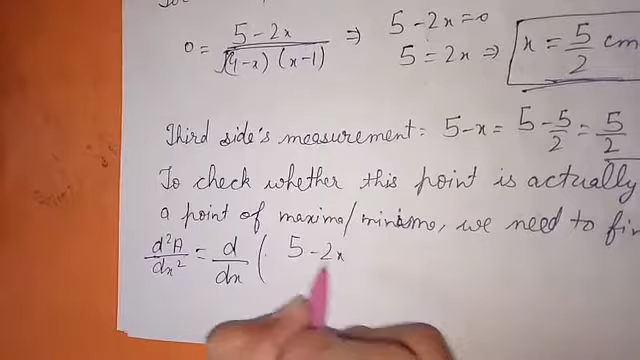 0 = 5 - 2x / √(4-x) (x-1) ⇒ 5 - 2x = 0
5 = 2x ⇒ x = 5/2 cm
Third side's measurement: 5 - x = 5 - 5/2 = 5/2
To check whether this point is actually
a point of maxima/minima, we need to fin
d²A/dx² = d/dx ( 5 - 2x